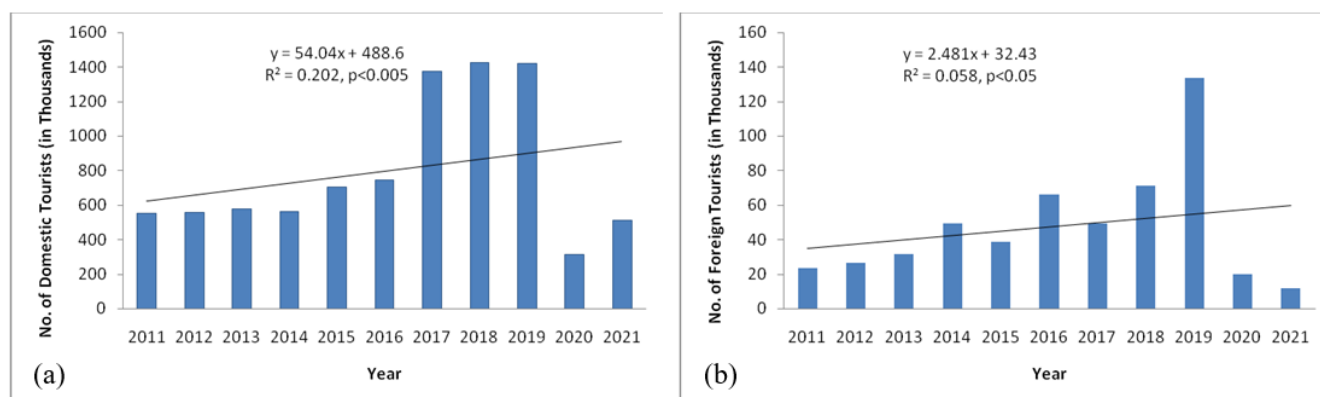 No. of Domestic Tourists (in Thousands)
1600
1400
1200
1000
800
600
400
200
0
y = 54.04x + 488.6
R² = 0.202, p<0.005
2011 2012 2013 2014 2015 2016 2017 2018 2019 2020 2021
Year
(a)
No. of Foreign Tourists (in Thousands)
160
140
120
100
80
60
40
20
0
y = 2.481x + 32.43
R² = 0.058, p<0.05
2011 2012 2013 2014 2015 2016 2017 2018 2019 2020 2021
Year
(b)